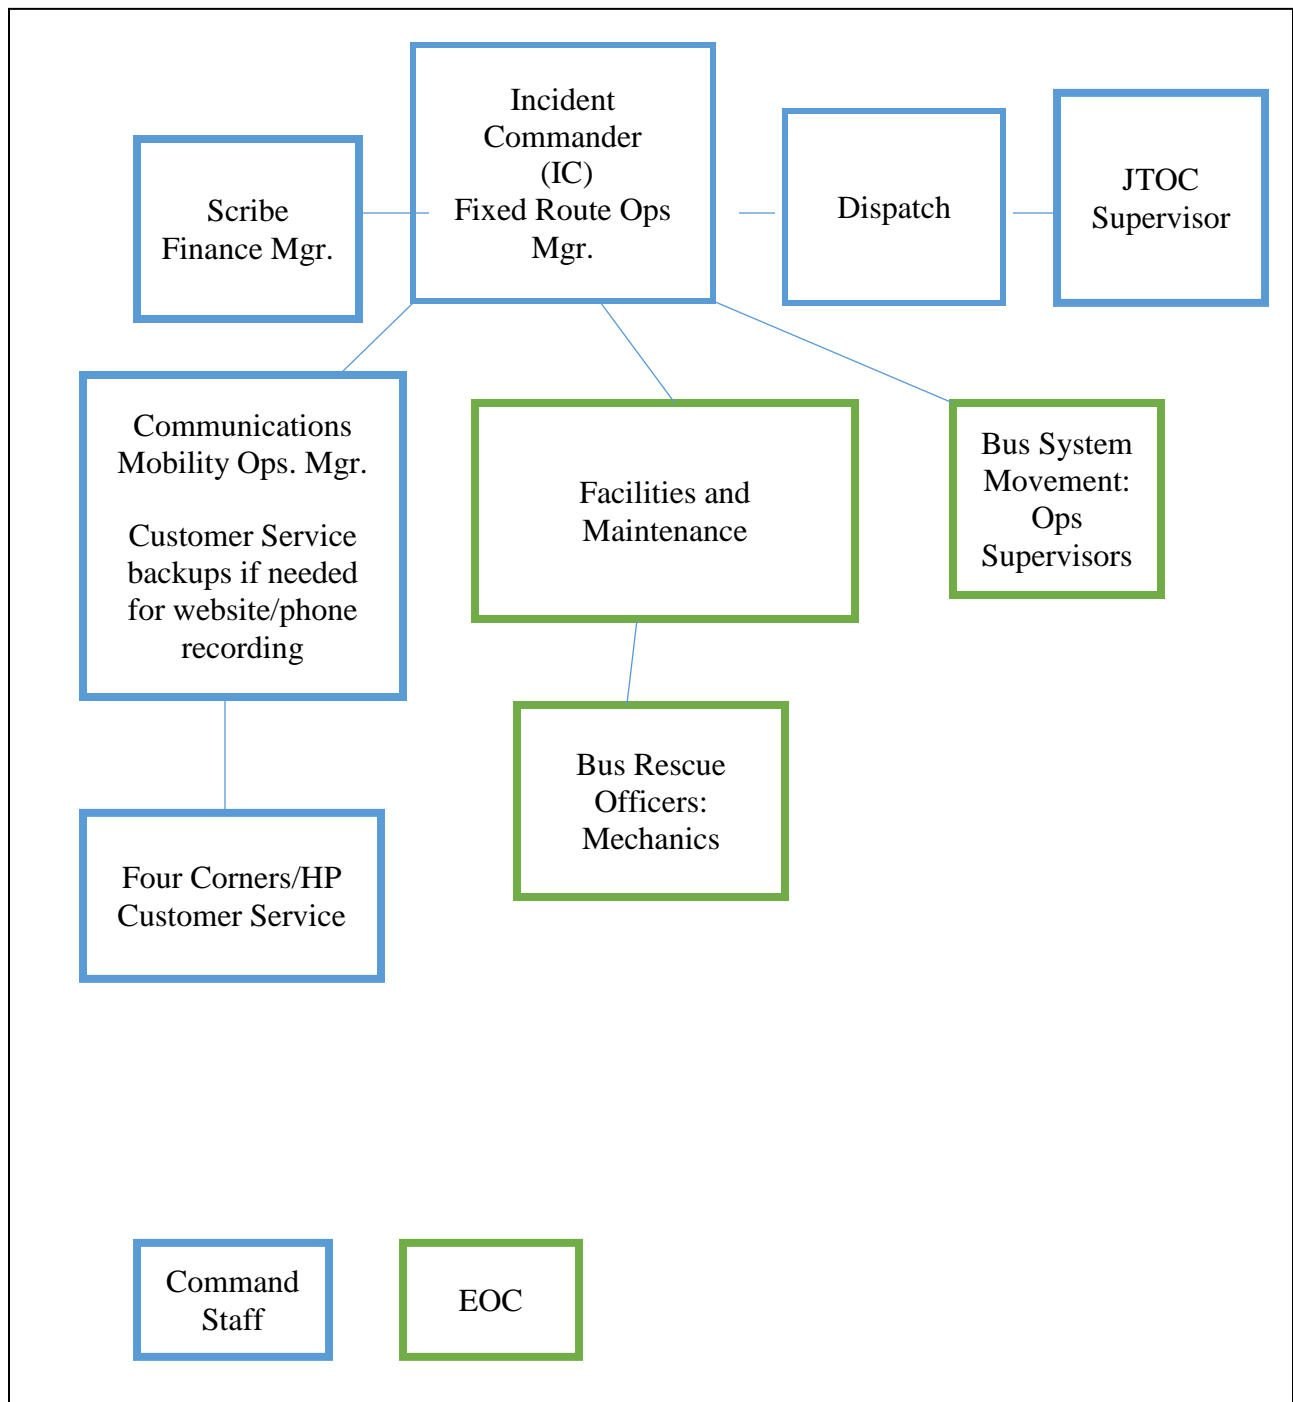 Incident
Commander
(IC)
Fixed Route Ops
Mgr.
Scribe
Finance Mgr.
Dispatch
JTOC
Supervisor
Communications
Mobility Ops. Mgr.
Customer Service
backups if needed
for website/phone
recording
Facilities and
Maintenance
Bus System
Movement:
Ops
Supervisors
Bus Rescue
Officers:
Mechanics
Four Corners/HP
Customer Service
Command
Staff
EOC